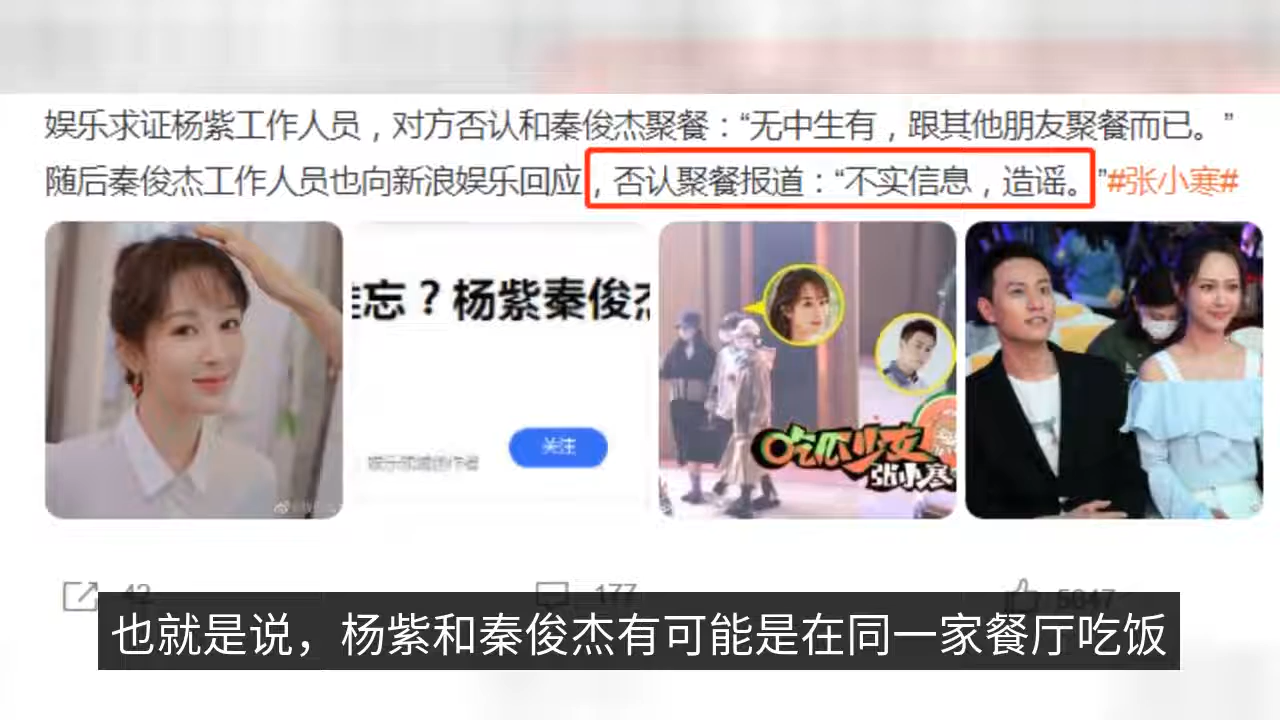 娱乐求证杨紫工作人员，对方否认和秦俊杰聚餐：“无中生有，跟其他朋友聚餐而已。”
随后秦俊杰工作人员也向新浪娱乐回应，否认聚餐报道：“不实信息，造谣。”#张小寒#
忘？杨紫秦俊杰
关注
吃瓜少女
张小寒
42
177
5047
也就是说，杨紫和秦俊杰有可能是在同一家餐厅吃饭